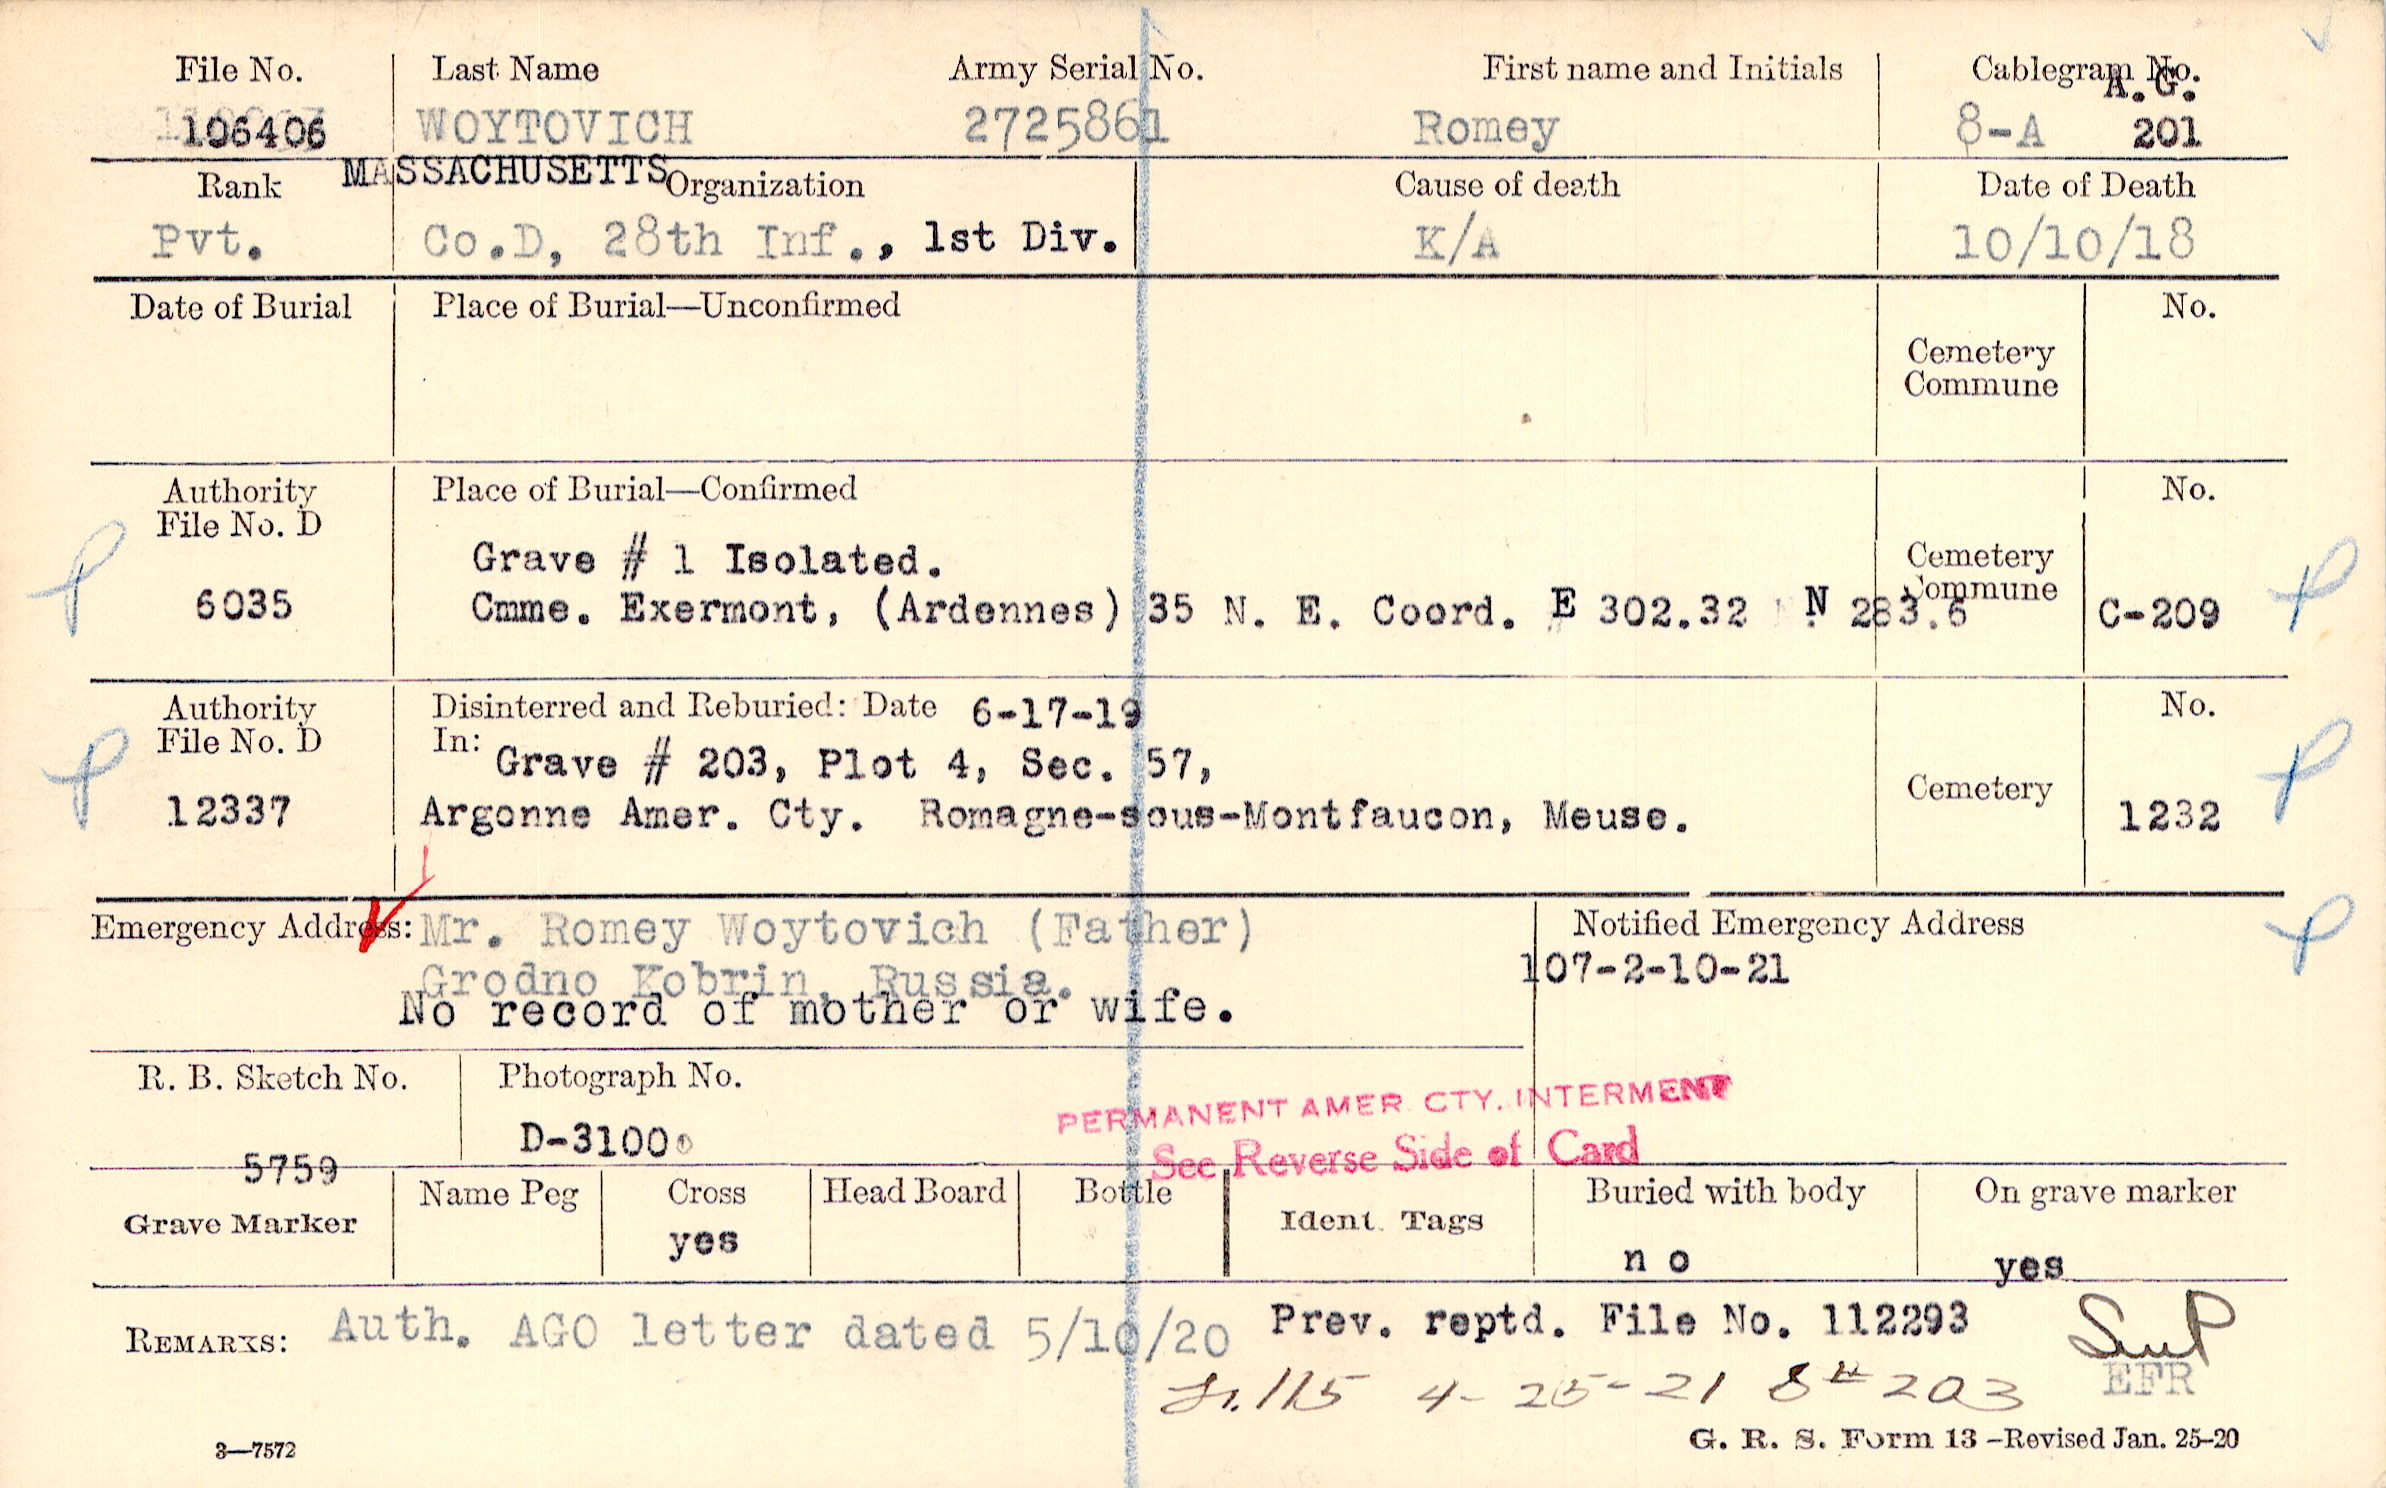 File No. Last Name Army Serial No. First name and Initials Cablegram No.
A.G.
106406 WOYTOVICH 2725861 Romey 8-A 201
MASSACHUSETTS
Rank Organization Cause of death Date of Death
Pvt. Co.D, 28th Inf., 1st Div. K/A 10/10/18
Date of Burial Place of Burial—Unconfirmed No.
Cemetery
Commune
Authority Place of Burial—Confirmed No.
File No. D
Grave # 1 Isolated. Cemetery
Commune
6035 Cmme. Exermont, (Ardennes) 35 N. E. Coord. E 302.32 N 283.6 C-209
Authority Disinterred and Reburied: Date 6-17-19 No.
File No. D In:
Grave # 203, Plot 4, Sec. 57,
Cemetery
12337 Argonne Amer. Cty. Romagne-sous-Montfaucon, Meuse. 1232
Emergency Address: Mr. Romey Woytovich (Father) Notified Emergency Address
Grodno Kobrin, Russia. 107-2-10-21
No record of mother or wife.
R. B. Sketch No. Photograph No.
PERMANENT AMER. CTY. INTERMENT
D-3100
See Reverse Side of Card
5759
Name Peg Cross Head Board Bottle Buried with body On grave marker
Grave Marker Ident. Tags
yes no yes
REMARKS: Auth. AGO letter dated 5/10/20 Prev. reptd. File No. 112293
115 4-25-21 8# 203 EFR
3—7572 G. R. S. Form 13 –Revised Jan. 25–20